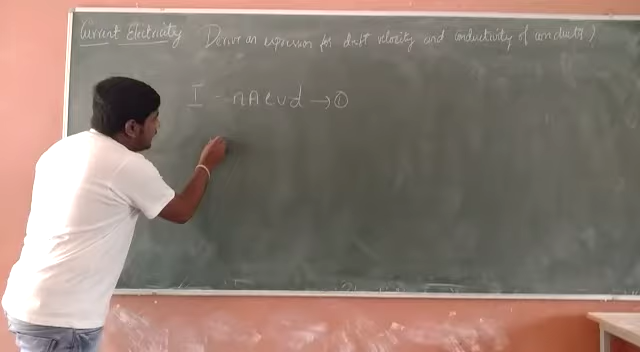 Current Electricity Derive an expression for drift velocity and conductivity of conductor ?
I - nAevd → ①